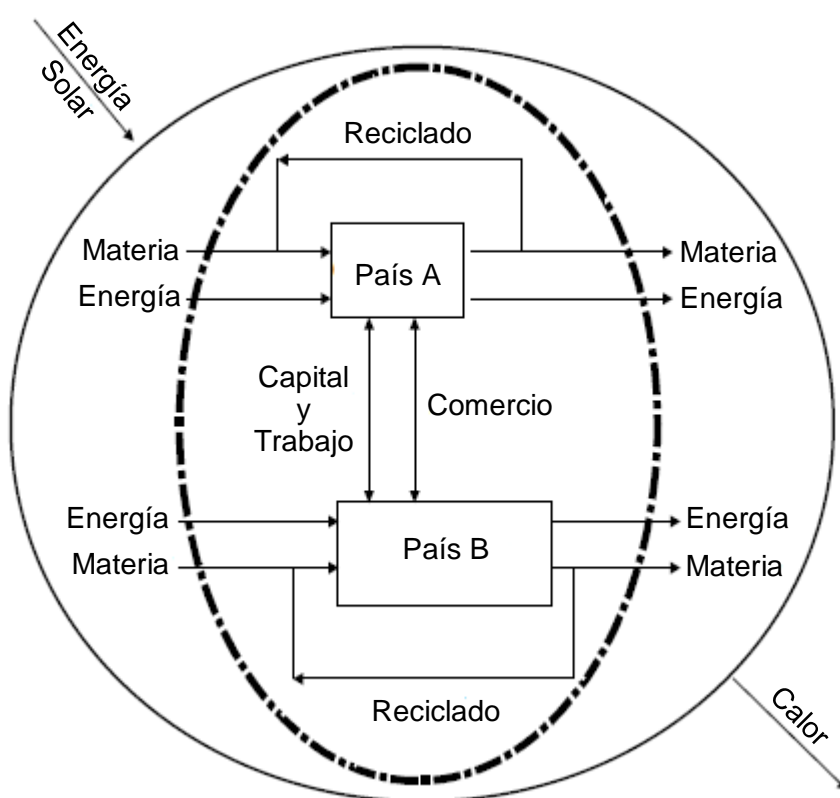 Energía
Solar
Reciclado
Materia
Energía
País A
Materia
Energía
Capital
y
Trabajo
Comercio
Energía
Materia
País B
Energía
Materia
Reciclado
Calor